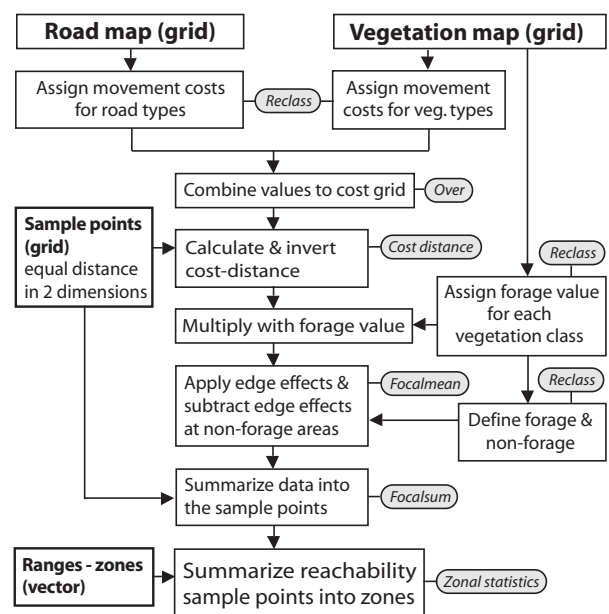 Road map (grid)
Vegetation map (grid)
Assign movement costs
for road types
Reclass
Assign movement
costs for veg. types
Combine values to cost grid
Over
Sample points
(grid)
equal distance
in 2 dimensions
Calculate & invert
cost-distance
Cost distance
Reclass
Assign forage value
for each
vegetation class
Multiply with forage value
Apply edge effects &
subtract edge effects
at non-forage areas
Focalmean
Reclass
Define forage &
non-forage
Summarize data into
the sample points
Focalsum
Ranges - zones
(vector)
Summarize reachability
sample points into zones
Zonal statistics